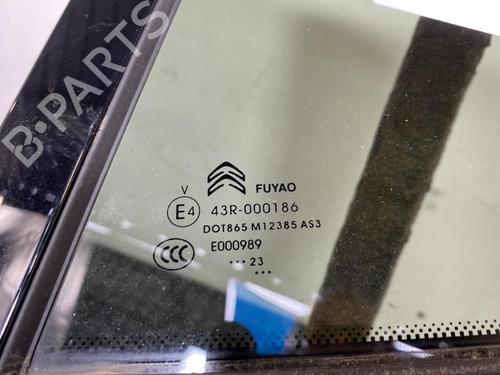 B-PARTS
FUYAO
V
E4 43R-000186
DOT865 M12385 AS3
CCC E000989
... 23
...